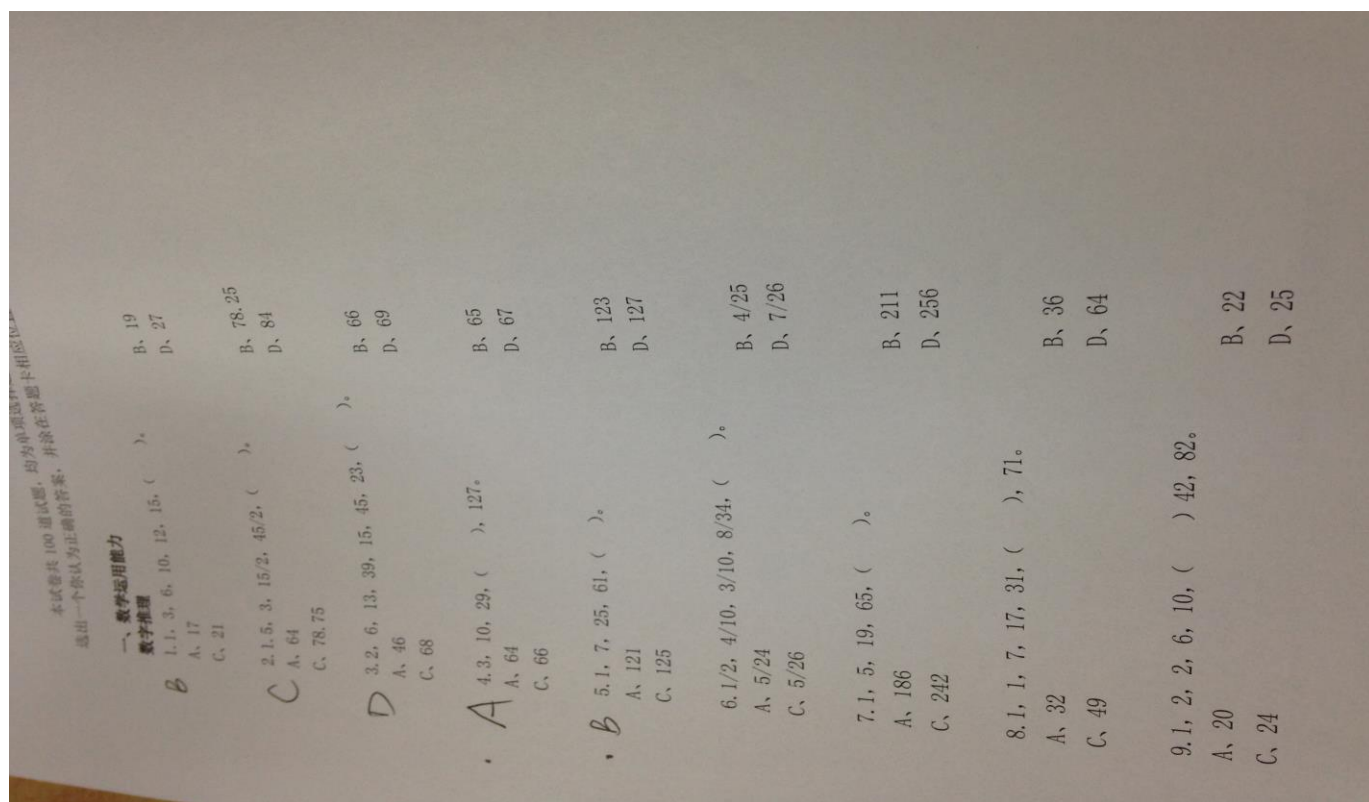 本试卷共 100 道试题，均为单项选择
选出一个你认为正确的答案，并涂在答题卡相应位
一、数学运用能力
数字推理
1.1，3，6，10，12，15，（ ）。
B
A、17 B、19
C、21 D、27
2.1.5，3，15/2，45/2，（ ）。
C
A、64 B、78.25
C、78.75 D、84
3.2，6，13，39，15，45，23，（ ）。
D
A、46 B、66
C、68 D、69
4.3，10，29，（ ），127。
A
A、64 B、65
C、66 D、67
B 5.1，7，25，61，（ ）。
A、121 B、123
C、125 D、127
6.1/2，4/10，3/10，8/34，（ ）。
A、5/24 B、4/25
C、5/26 D、7/26
7.1，5，19，65，（ ）。
A、186 B、211
C、242 D、256
8.1，1，7，17，31，（ ），71。
A、32 B、36
C、49 D、64
9.1，2，2，6，10，（ ）42，82。
A、20 B、22
C、24 D、25